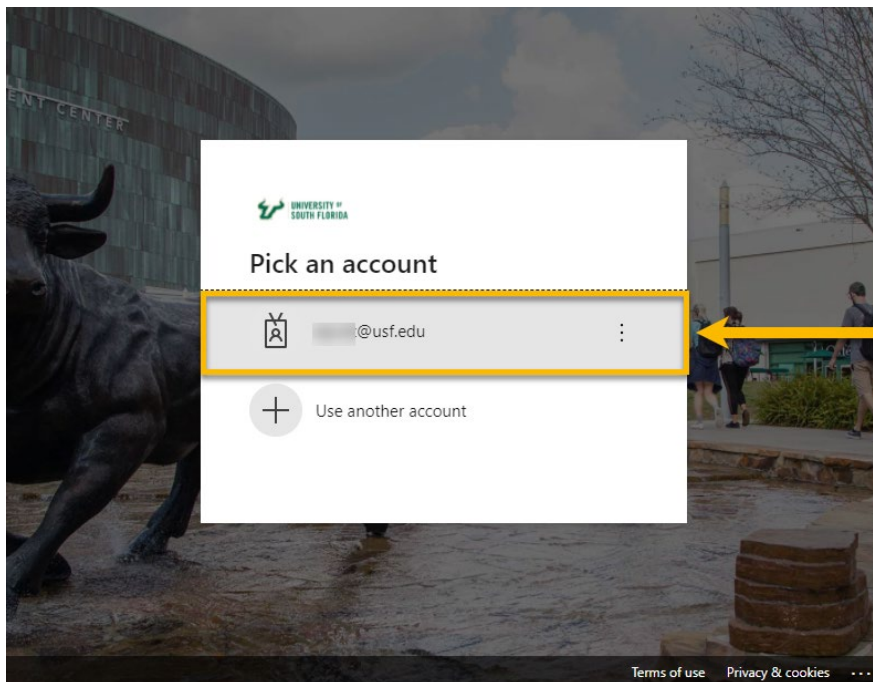 ENT CENTER
UNIVERSITY OF
SOUTH FLORIDA
Pick an account
@usf.edu
Use another account
Terms of use Privacy & cookies ...